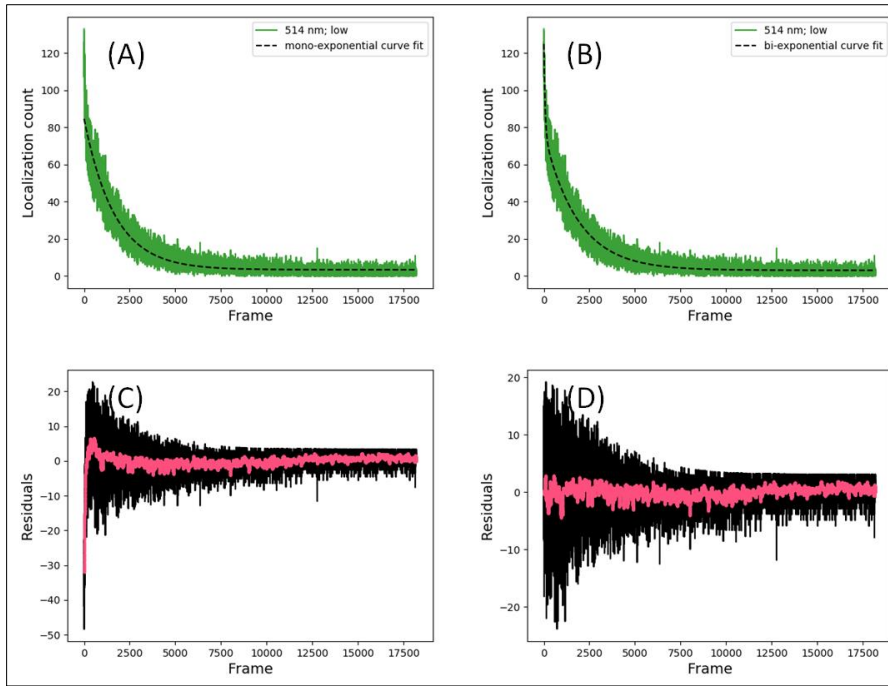 (A)
514 nm; low
mono-exponential curve fit
Localization count
120
100
80
60
40
20
0
0 2500 5000 7500 10000 12500 15000 17500
Frame
(B)
514 nm; low
bi-exponential curve fit
Localization count
120
100
80
60
40
20
0
0 2500 5000 7500 10000 12500 15000 17500
Frame
(C)
Residuals
20
10
0
−10
−20
−30
−40
−50
0 2500 5000 7500 10000 12500 15000 17500
Frame
(D)
Residuals
20
10
0
−10
−20
0 2500 5000 7500 10000 12500 15000 17500
Frame